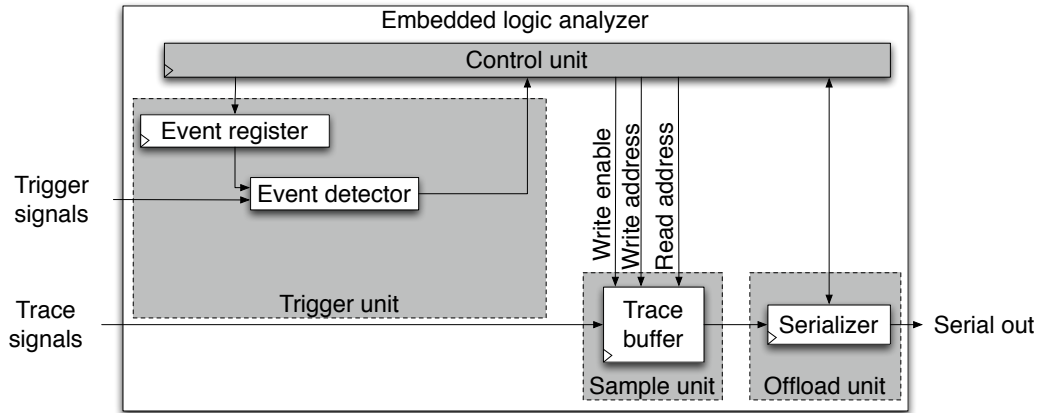 Embedded logic analyzer
Control unit
Event register
Trigger
signals
Event detector
Write enable
Write address
Read address
Trigger unit
Trace
signals
Trace
buffer
Serializer
Serial out
Sample unit
Offload unit